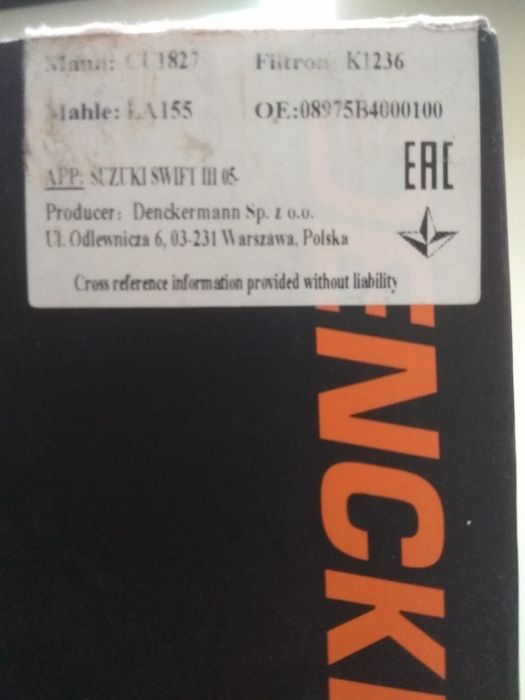 Mann: CU1827 Filtron K1236
Mahle: LA155 OE:08975B4000100
APP: SUZUKI SWIFT III 05-
EAC
Producer: Denckermann Sp. z o.o.
Ul. Odlewnicza 6, 03-231 Warszawa, Polska
Cross reference information provided without liability
DENCKE